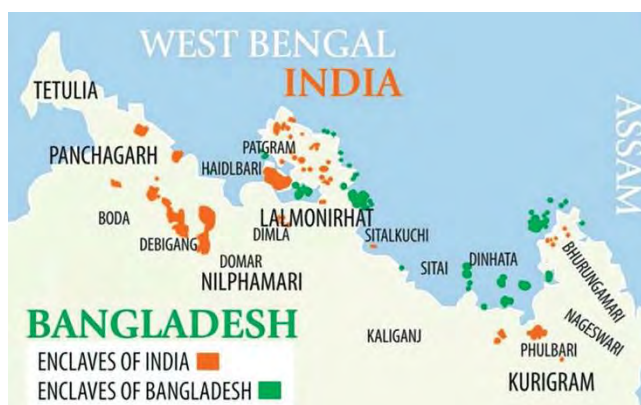 WEST BENGAL
INDIA
TETULIA
ASSAM
PATGRAM
PANCHAGARH
HAIDLBARI
BODA
LALMONIRHAT
DEBIGANG
DIMLA
SITALKUCHI
DOMAR
SITAI
DINHATA
BHURUNGAMARI
NILPHAMARI
NAGESWARI
BANGLADESH
KALIGANJ
PHULBARI
ENCLAVES OF INDIA
KURIGRAM
ENCLAVES OF BANGLADESH